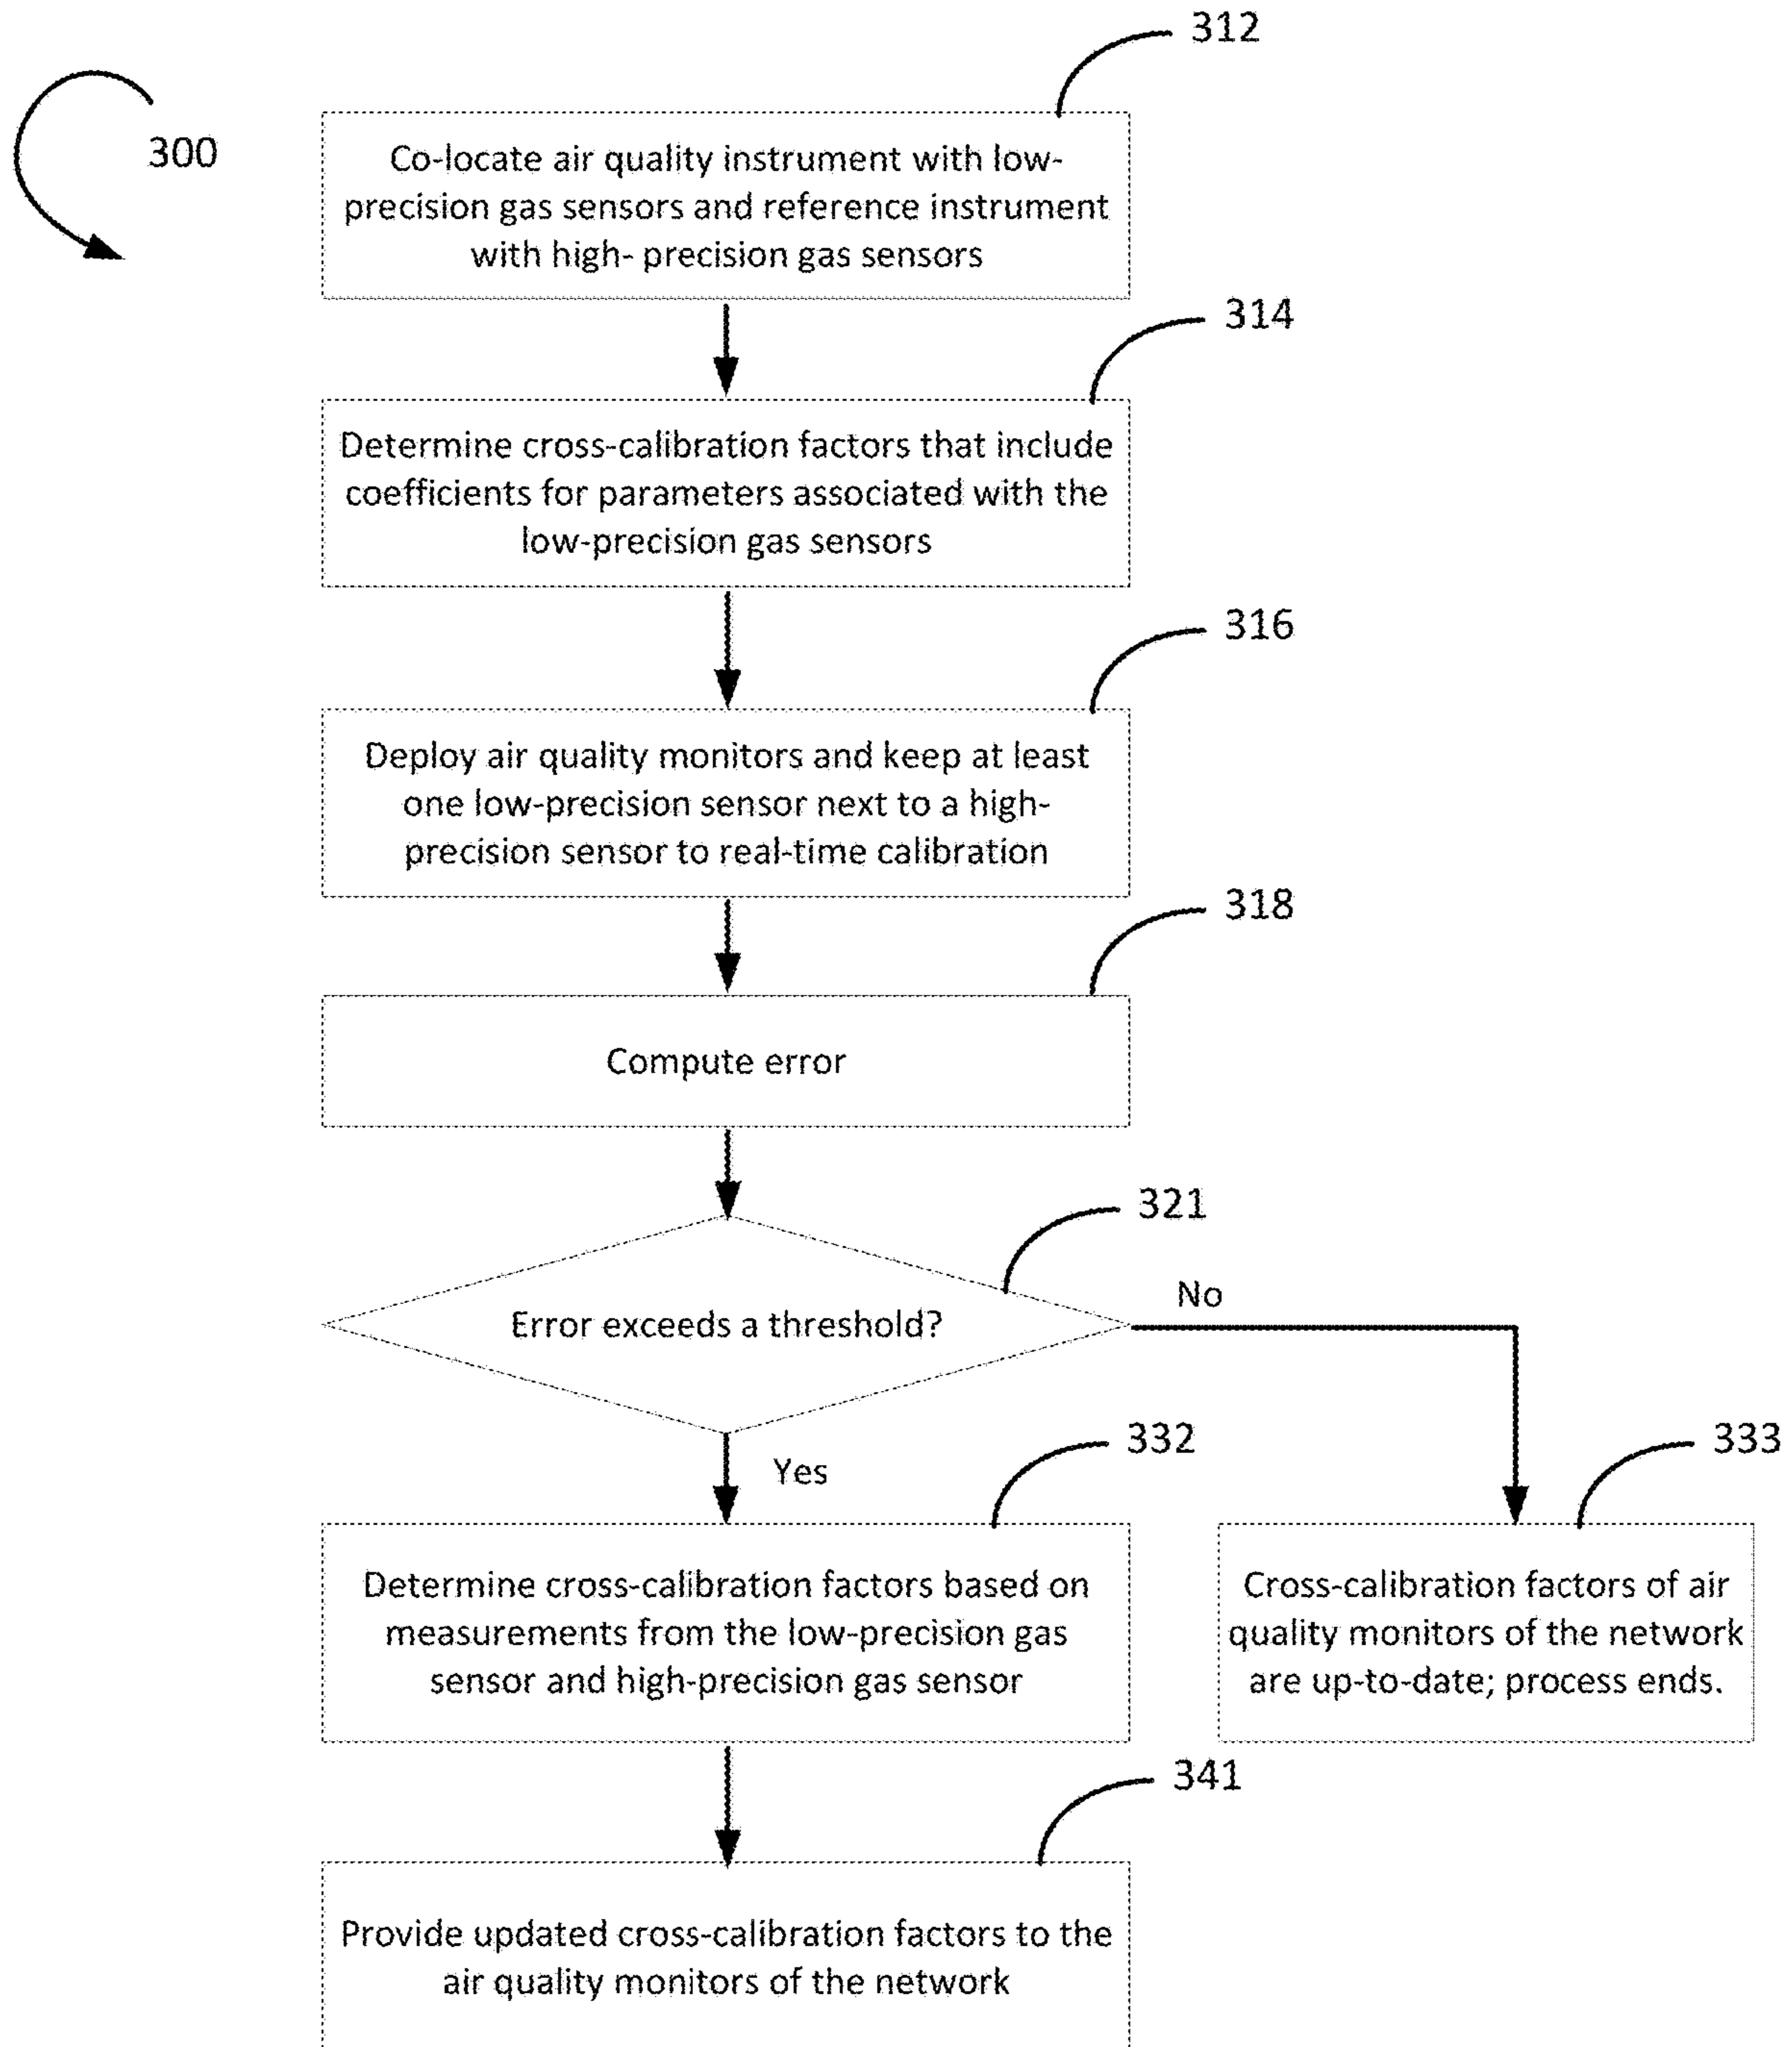 312
300
Co-locate air quality instrument with low-
precision gas sensors and reference instrument
with high- precision gas sensors
314
Determine cross-calibration factors that include
coefficients for parameters associated with the
low-precision gas sensors
316
Deploy air quality monitors and keep at least
one low-precision sensor next to a high-
precision sensor to real-time calibration
318
Compute error
321
Error exceeds a threshold?
No
Yes
332
333
Determine cross-calibration factors based on
measurements from the low-precision gas
sensor and high-precision gas sensor
Cross-calibration factors of air
quality monitors of the network
are up-to-date; process ends.
341
Provide updated cross-calibration factors to the
air quality monitors of the network